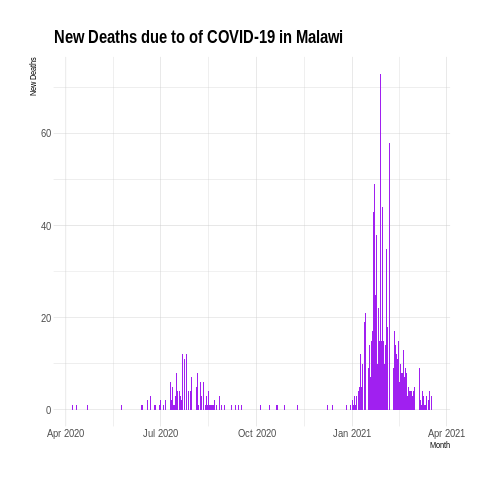 New Deaths due to of COVID-19 in Malawi
New Deaths
60
40
20
0
Apr 2020 Jul 2020 Oct 2020 Jan 2021 Apr 2021
Month